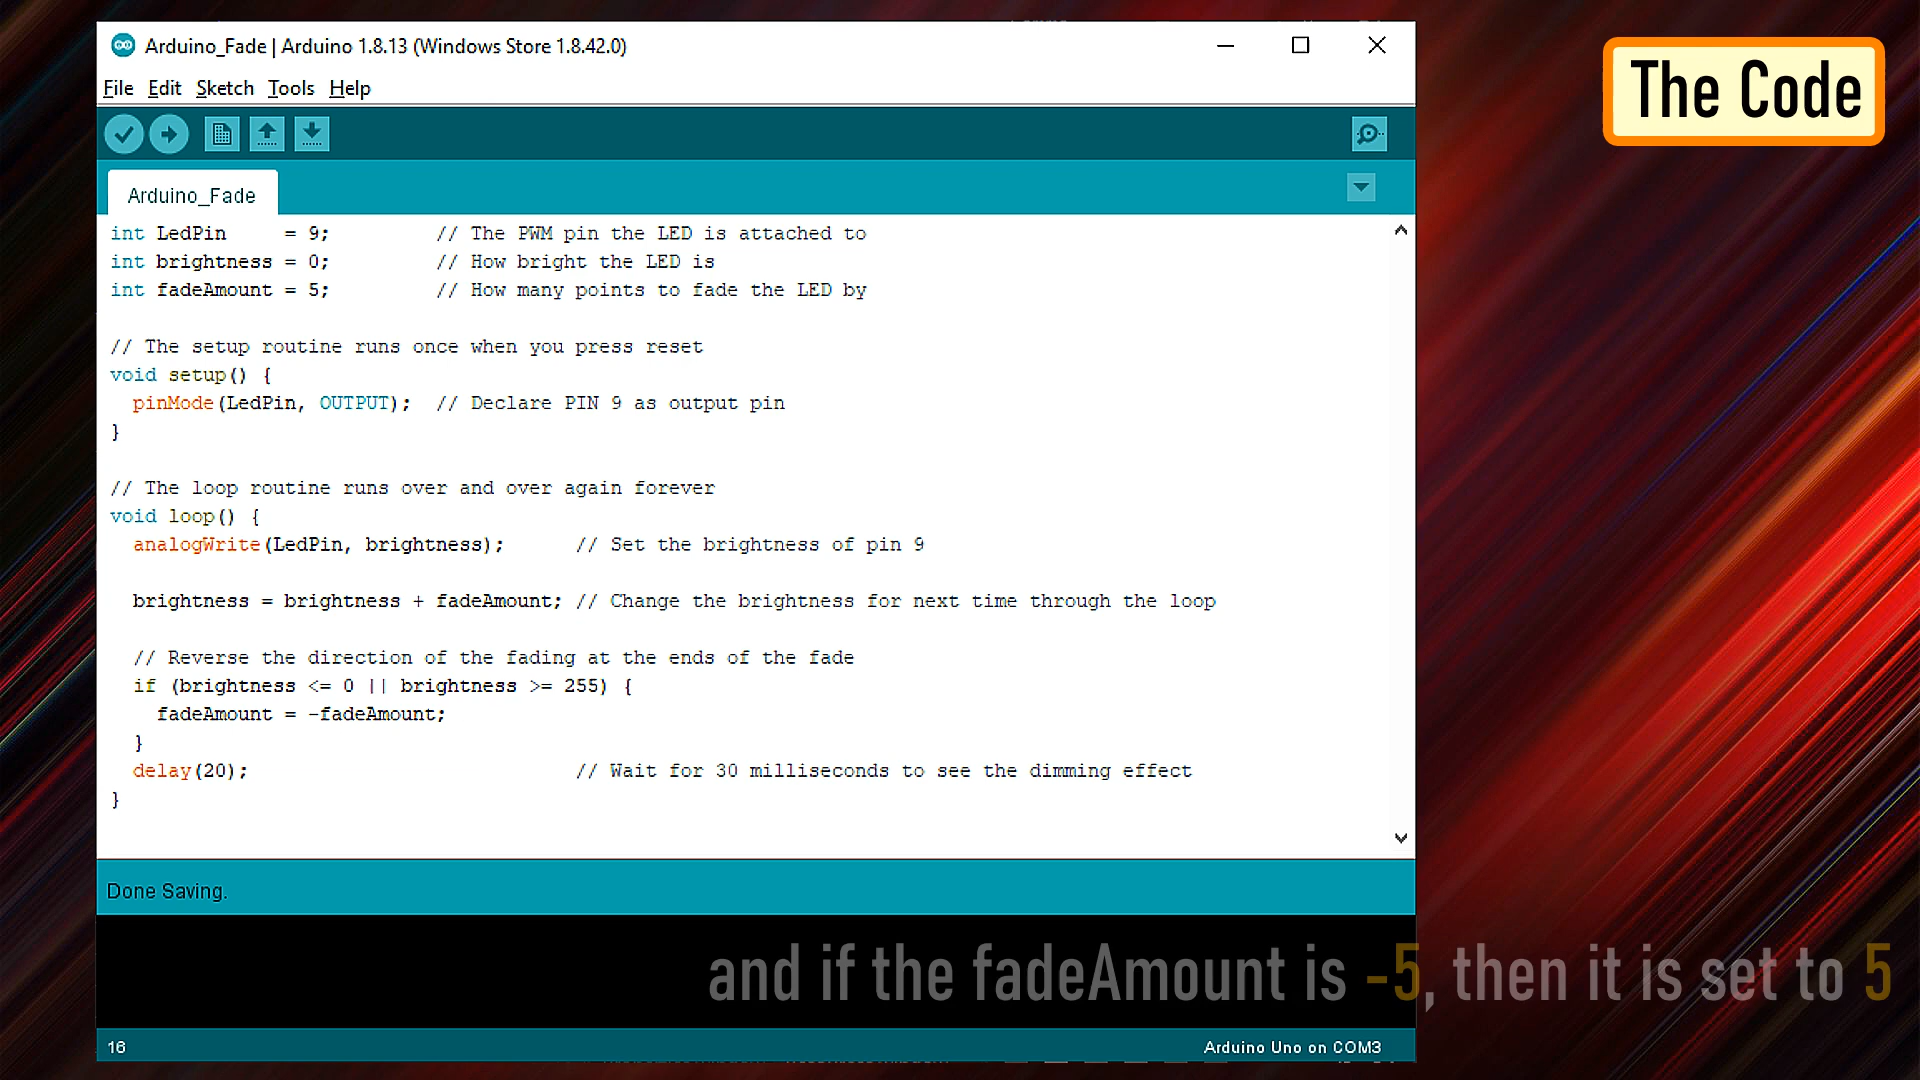 Arduino_Fade | Arduino 1.8.13 (Windows Store 1.8.42.0)
The Code
File Edit Sketch Tools Help
Arduino_Fade
int LedPin     = 9;         // The PWM pin the LED is attached to
int brightness = 0;         // How bright the LED is
int fadeAmount = 5;         // How many points to fade the LED by
// The setup routine runs once when you press reset
void setup() {
  pinMode(LedPin, OUTPUT);  // Declare PIN 9 as output pin
}
// The loop routine runs over and over again forever
void loop() {
  analogWrite(LedPin, brightness);      // Set the brightness of pin 9
  brightness = brightness + fadeAmount; // Change the brightness for next time through the loop
  // Reverse the direction of the fading at the ends of the fade
  if (brightness <= 0 || brightness >= 255) {
    fadeAmount = -fadeAmount;
  }
  delay(20);                            // Wait for 30 milliseconds to see the dimming effect
}
Done Saving.
and if the fadeAmount is -5, then it is set to 5
16
Arduino Uno on COM3